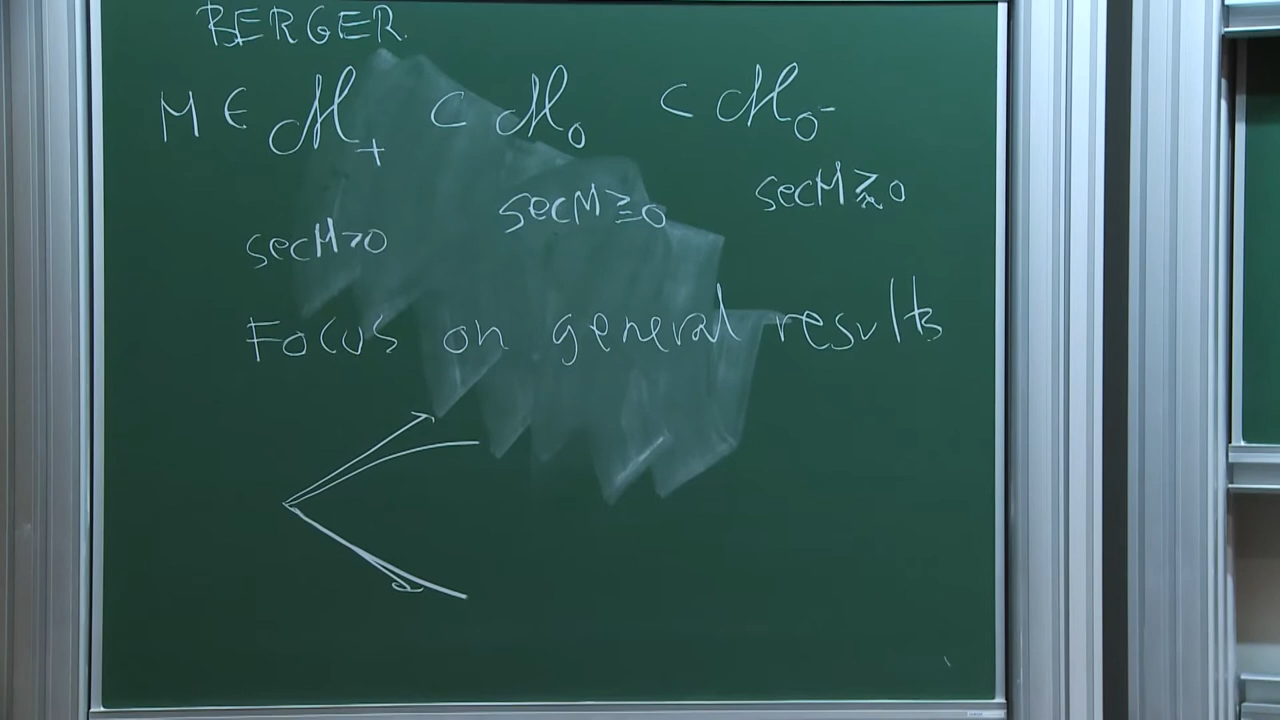 BERGER.
M ∈ ℳ₊ ⊂ ℳ₀ ⊂ ℳ₀-
secM≳0
secM≥0
secM>0
Focus on general results